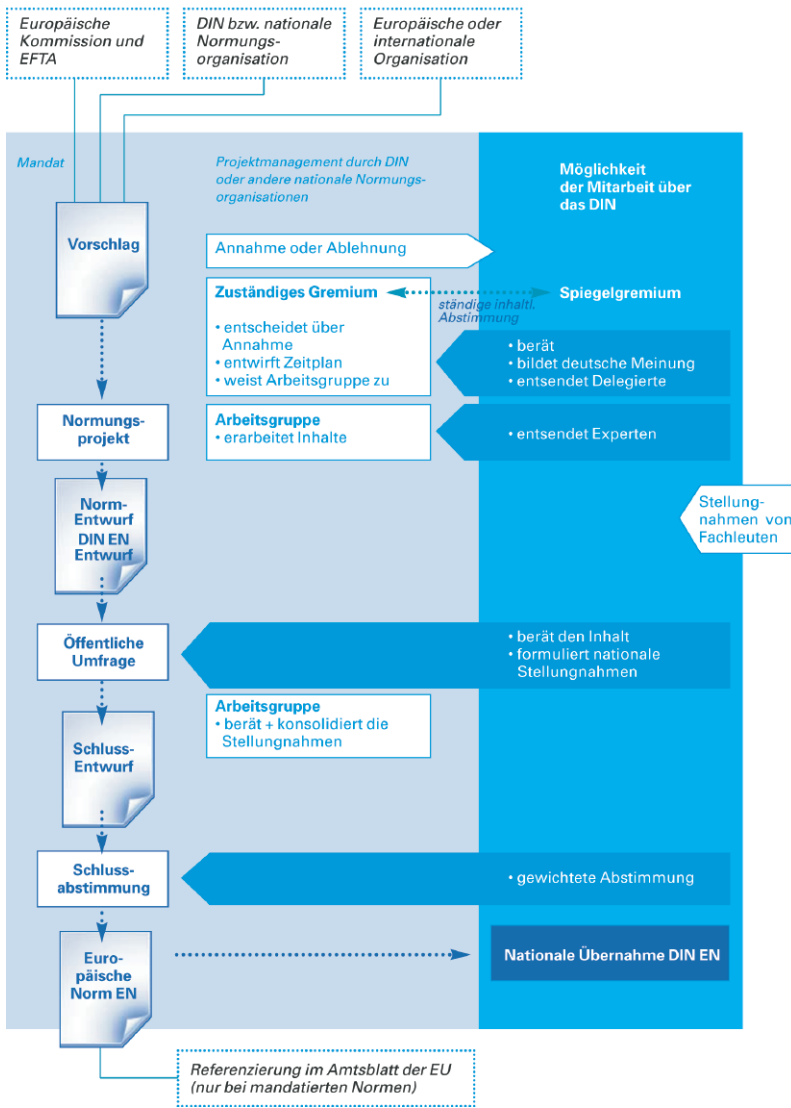 Europäische
Kommission und
EFTA
DIN bzw. nationale
Normungs-
organisation
Europäische oder
internationale
Organisation
Mandat
Projektmanagement durch DIN
oder andere nationale Normungs-
organisationen
Möglichkeit
der Mitarbeit über
das DIN
Vorschlag
Annahme oder Ablehnung
Zuständiges Gremium
• entscheidet über
Annahme
• entwirft Zeitplan
• weist Arbeitsgruppe zu
ständige inhaltl.
Abstimmung
Spiegelgremium
• berät
• bildet deutsche Meinung
• entsendet Delegierte
Normungs-
projekt
Arbeitsgruppe
• erarbeitet Inhalte
• entsendet Experten
Norm-
Entwurf
DIN EN
Entwurf
Stellung-
nahmen von
Fachleuten
Öffentliche
Umfrage
• berät den Inhalt
• formuliert nationale
Stellungnahmen
Arbeitsgruppe
• berät + konsolidiert die
Stellungnahmen
Schluss-
Entwurf
Schluss-
abstimmung
• gewichtete Abstimmung
Euro-
päische
Norm EN
Nationale Übernahme DIN EN
Referenzierung im Amtsblatt der EU
(nur bei mandatierten Normen)